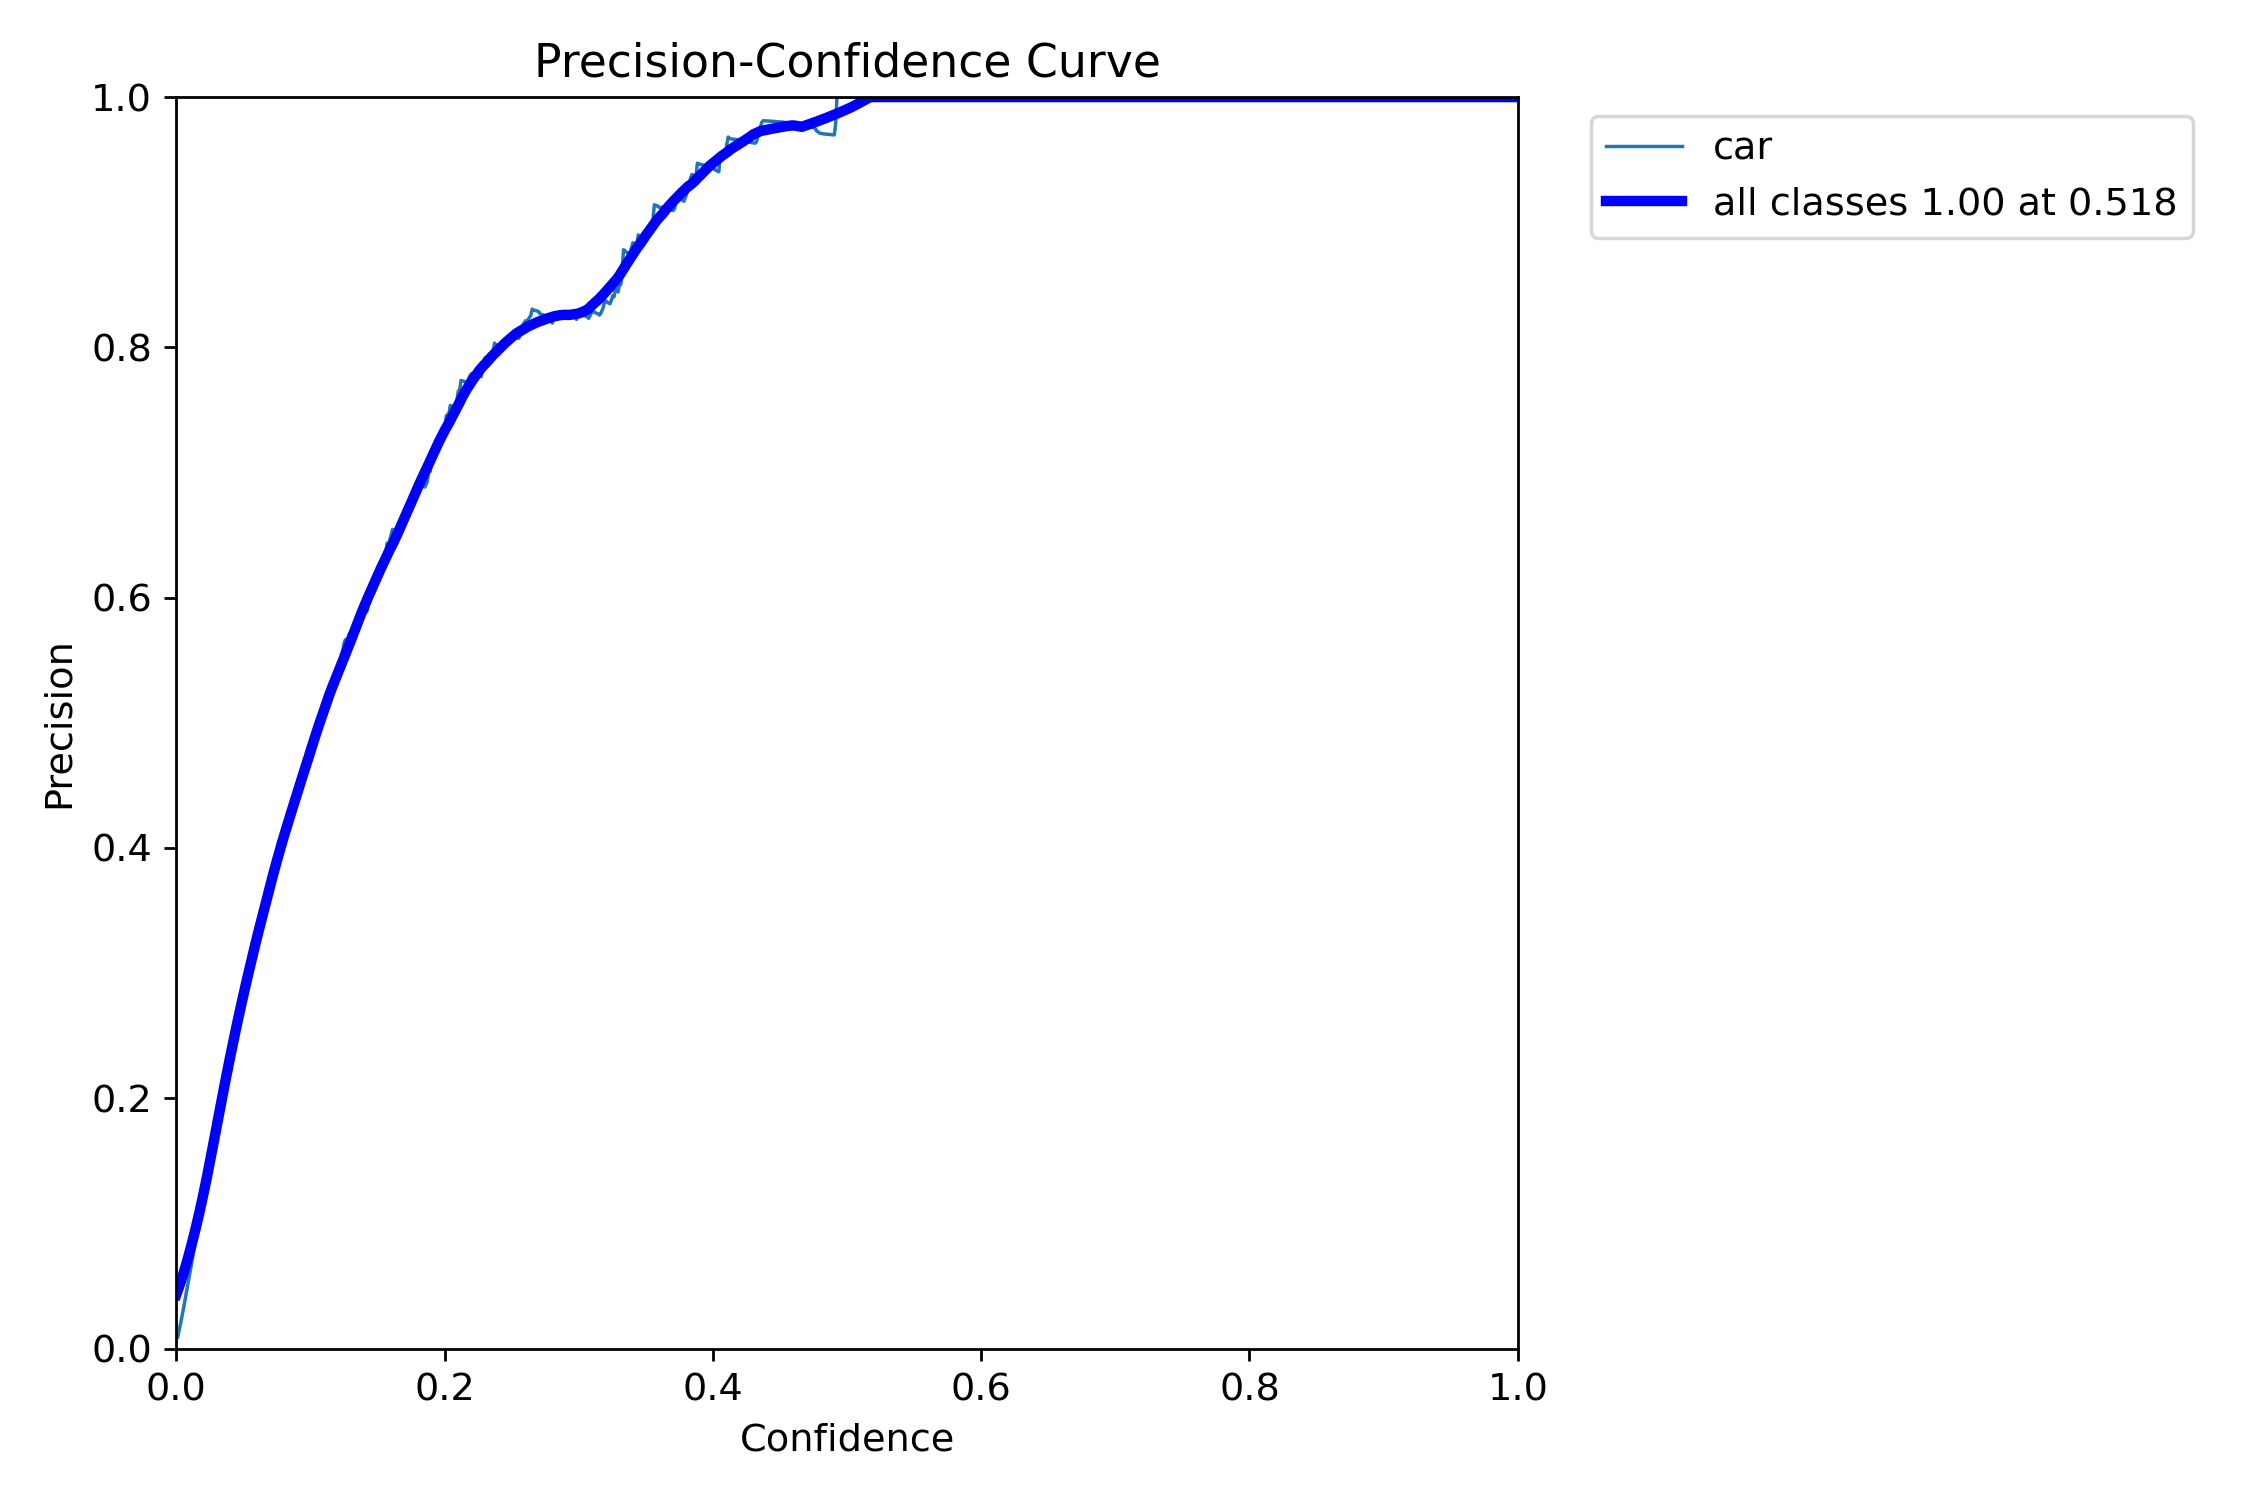 Precision-Confidence Curve
1.0
0.8
0.6
0.4
0.2
0.0
Precision
0.0 0.2 0.4 0.6 0.8 1.0
Confidence
car
all classes 1.00 at 0.518